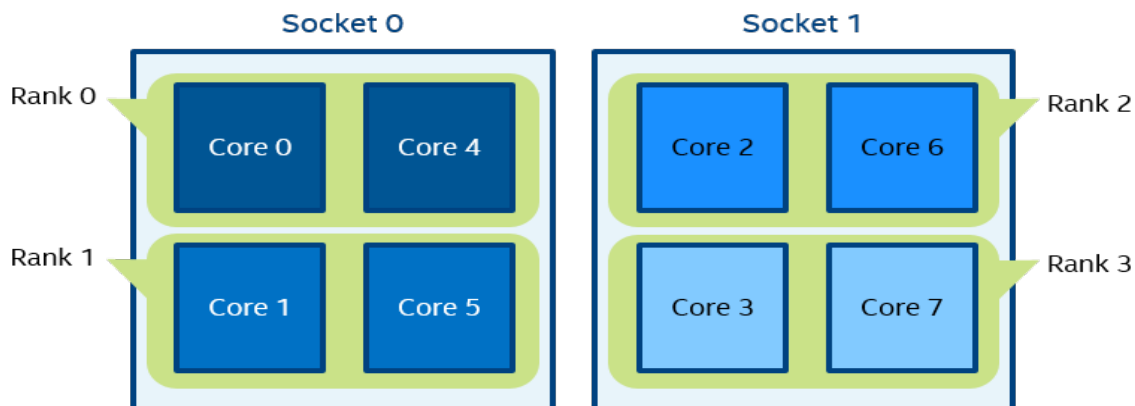 Socket 0
Socket 1
Rank 0
Core 0
Core 4
Core 2
Core 6
Rank 2
Rank 1
Core 1
Core 5
Core 3
Core 7
Rank 3